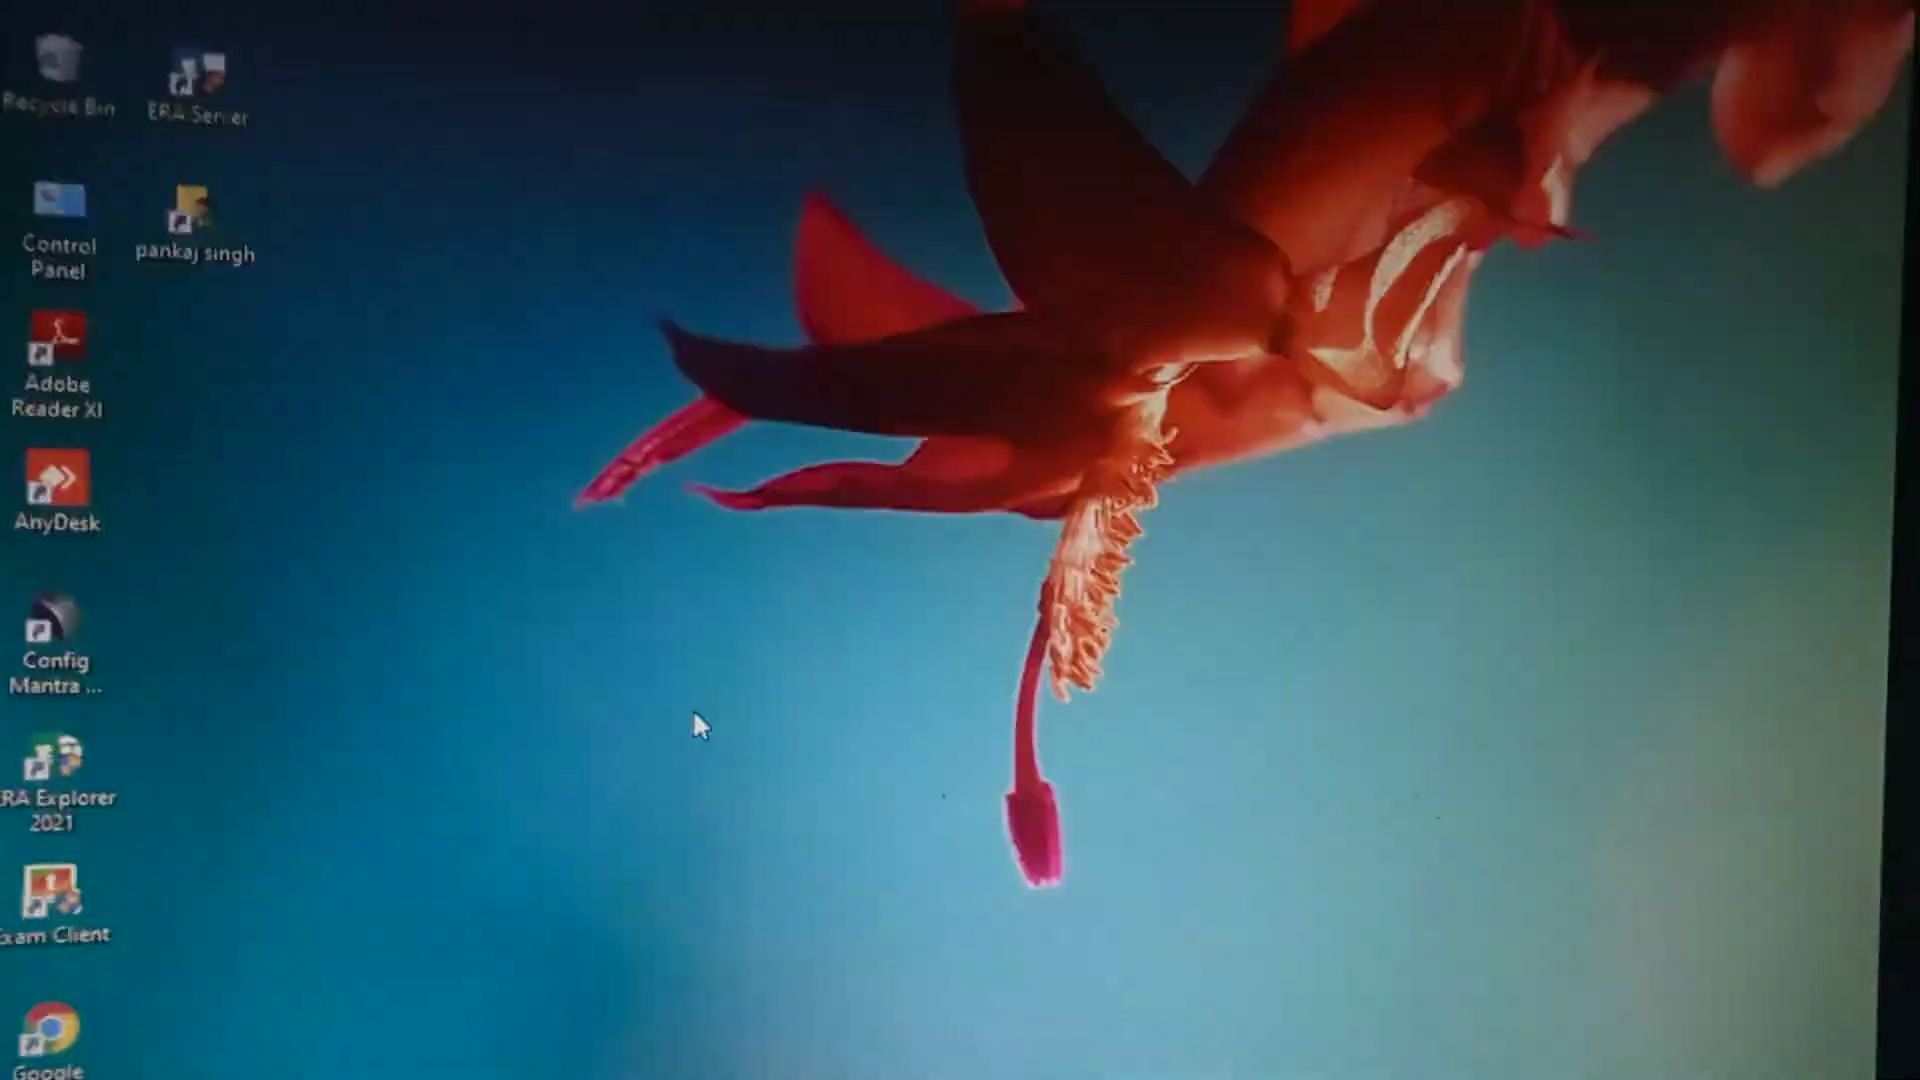 Recycle Bin
ERA Server
Control
Panel
pankaj singh
Adobe
Reader XI
AnyDesk
Config
Mantra ...
RA Explorer
2021
Exam Client
Google